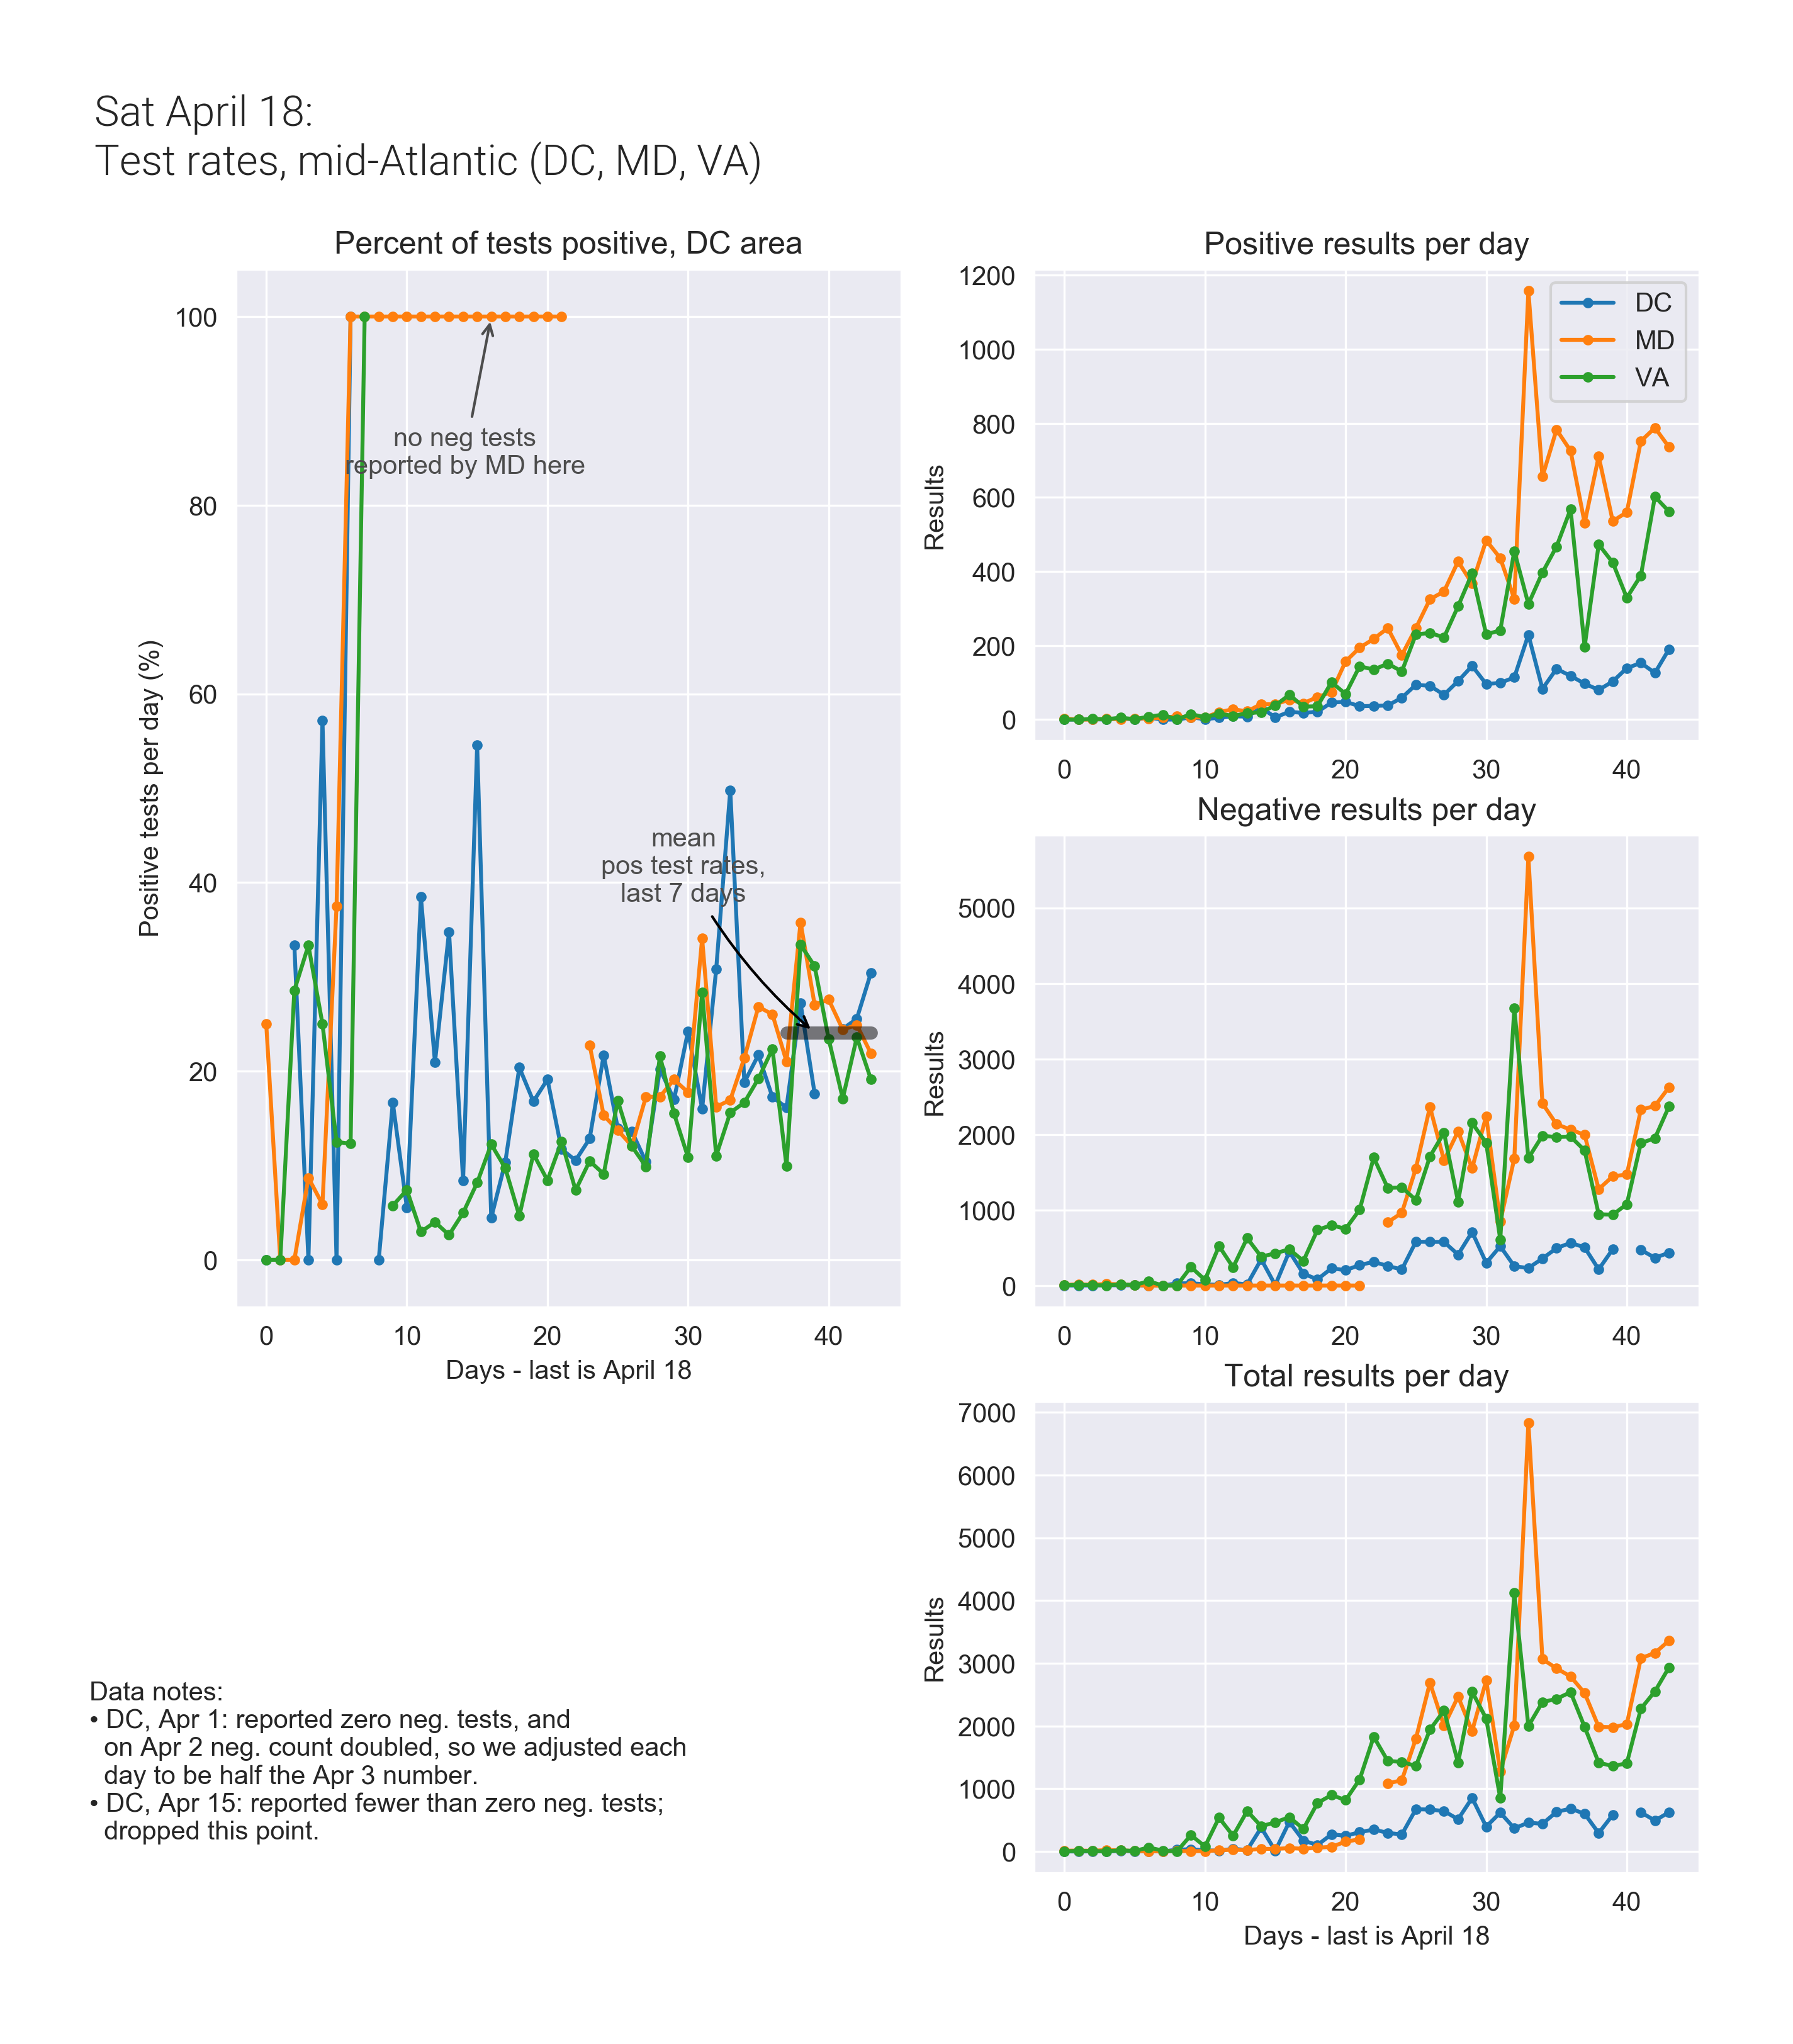 Sat April 18:
Test rates, mid-Atlantic (DC, MD, VA)
Percent of tests positive, DC area
Positive tests per day (%)
100
80
60
40
20
0
no neg tests
reported by MD here
mean
pos test rates,
last 7 days
0 10 20 30 40
Days - last is April 18
Positive results per day
Results
1200
1000
800
600
400
200
0
DC
MD
VA
0 10 20 30 40
Negative results per day
Results
5000
4000
3000
2000
1000
0
0 10 20 30 40
Total results per day
Results
7000
6000
5000
4000
3000
2000
1000
0
0 10 20 30 40
Days - last is April 18
Data notes:
• DC, Apr 1: reported zero neg. tests, and
on Apr 2 neg. count doubled, so we adjusted each
day to be half the Apr 3 number.
• DC, Apr 15: reported fewer than zero neg. tests;
dropped this point.